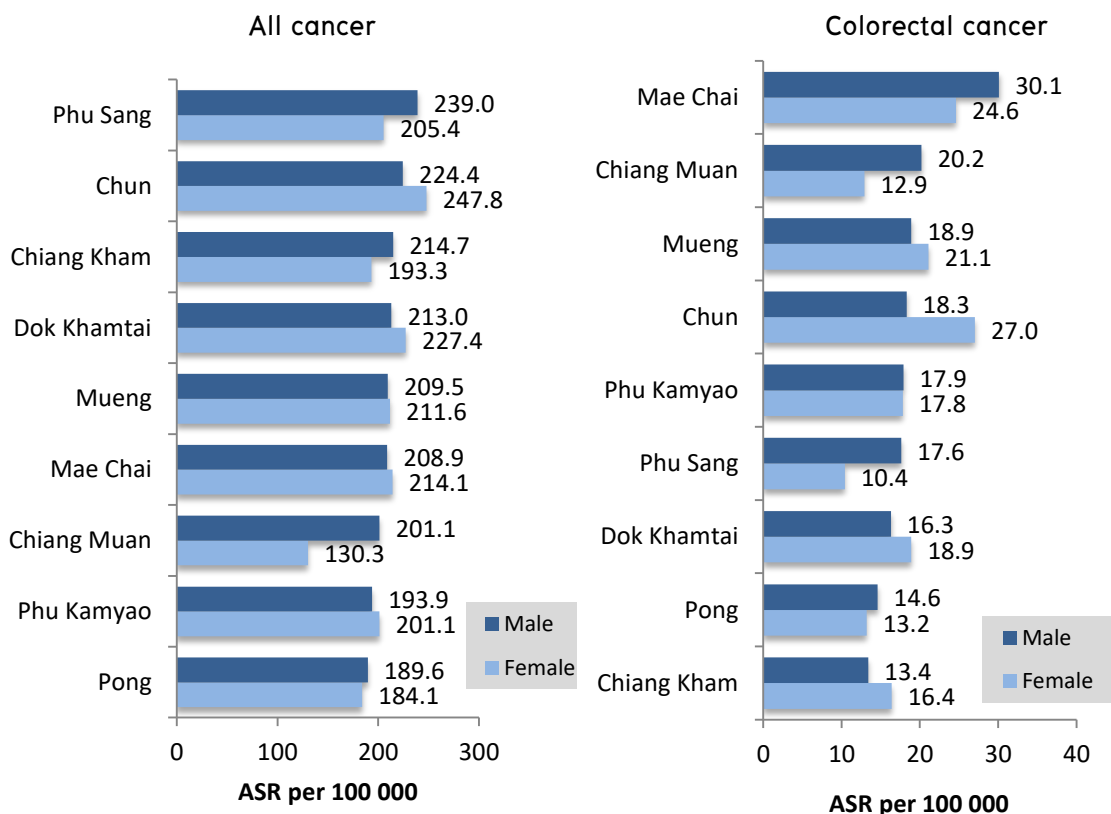 All cancer
Phu Sang
239.0
205.4
Chun
224.4
247.8
Chiang Kham
214.7
193.3
Dok Khamtai
213.0
227.4
Mueng
209.5
211.6
Mae Chai
208.9
214.1
Chiang Muan
201.1
130.3
Phu Kamyao
193.9
201.1
Pong
189.6
184.1
Male
Female
0 100 200 300
ASR per 100 000
Colorectal cancer
Mae Chai
30.1
24.6
Chiang Muan
20.2
12.9
Mueng
18.9
21.1
Chun
18.3
27.0
Phu Kamyao
17.9
17.8
Phu Sang
17.6
10.4
Dok Khamtai
16.3
18.9
Pong
14.6
13.2
Chiang Kham
13.4
16.4
Male
Female
0 10 20 30 40
ASR per 100 000